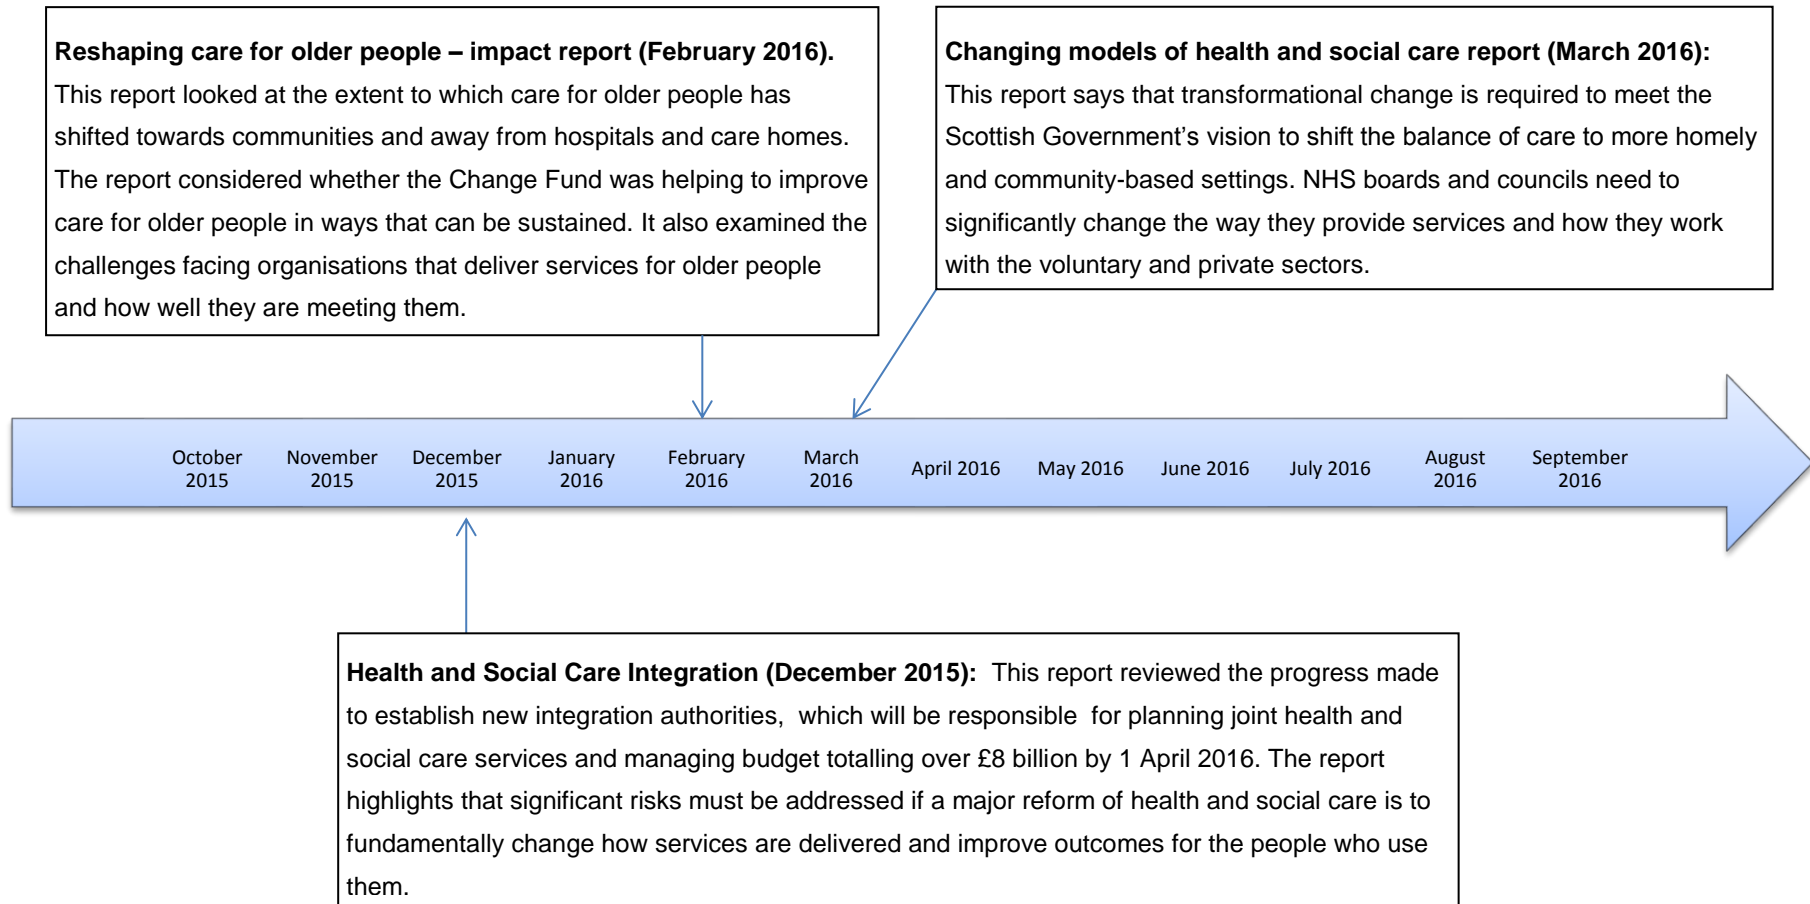 Reshaping care for older people – impact report (February 2016).
This report looked at the extent to which care for older people has
shifted towards communities and away from hospitals and care homes.
The report considered whether the Change Fund was helping to improve
care for older people in ways that can be sustained. It also examined the
challenges facing organisations that deliver services for older people
and how well they are meeting them.
Changing models of health and social care report (March 2016):
This report says that transformational change is required to meet the
Scottish Government’s vision to shift the balance of care to more homely
and community-based settings. NHS boards and councils need to
significantly change the way they provide services and how they work
with the voluntary and private sectors.
October
2015
November
2015
December
2015
January
2016
February
2016
March
2016
April 2016
May 2016
June 2016
July 2016
August
2016
September
2016
Health and Social Care Integration (December 2015):  This report reviewed the progress made
to establish new integration authorities,  which will be responsible  for planning joint health and
social care services and managing budget totalling over £8 billion by 1 April 2016. The report
highlights that significant risks must be addressed if a major reform of health and social care is to
fundamentally change how services are delivered and improve outcomes for the people who use
them.